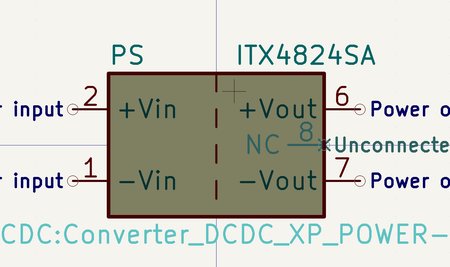 PS ITX4824SA
r input 2 +Vin +Vout 6 Power o
NC 8 Unconnecte
r input 1 -Vin -Vout 7 Power o
CDC:Converter_DCDC_XP_POWER-